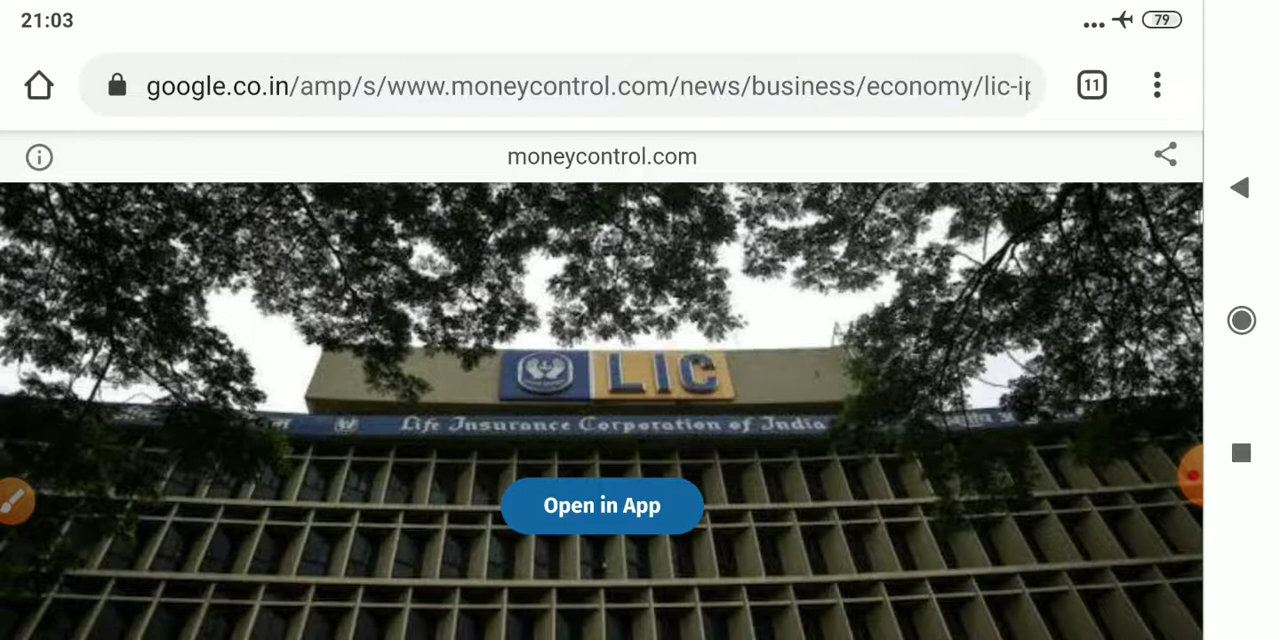 21:03
79
google.co.in/amp/s/www.moneycontrol.com/news/business/economy/lic-ip
11
moneycontrol.com
LIC
Life Insurance Corporation of India
Open in App